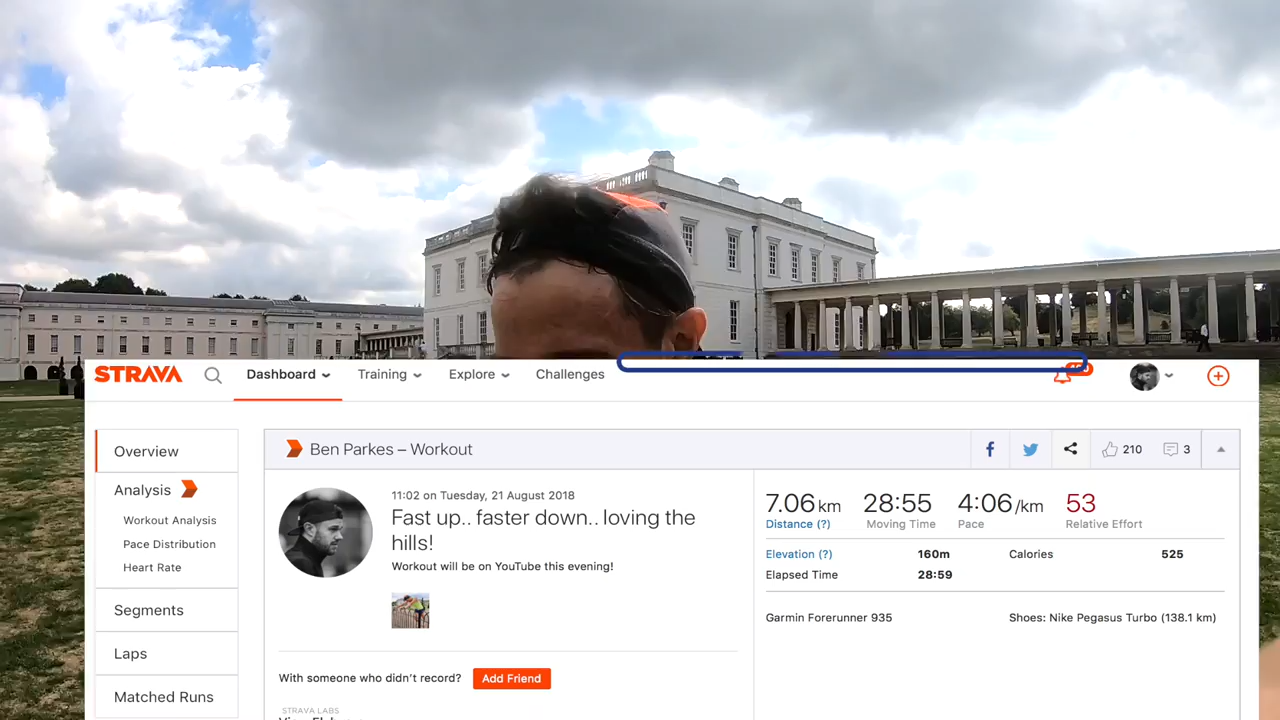 STRAVA
Dashboard
Training
Explore
Challenges
Overview
Analysis
Workout Analysis
Pace Distribution
Heart Rate
Segments
Laps
Matched Runs
Ben Parkes – Workout
210
3
11:02 on Tuesday, 21 August 2018
Fast up.. faster down.. loving the
hills!
Workout will be on YouTube this evening!
With someone who didn't record?
Add Friend
STRAVA LABS
7.06 km 28:55 4:06 /km 53
Distance (?) Moving Time Pace Relative Effort
Elevation (?) 160m Calories 525
Elapsed Time 28:59
Garmin Forerunner 935 Shoes: Nike Pegasus Turbo (138.1 km)